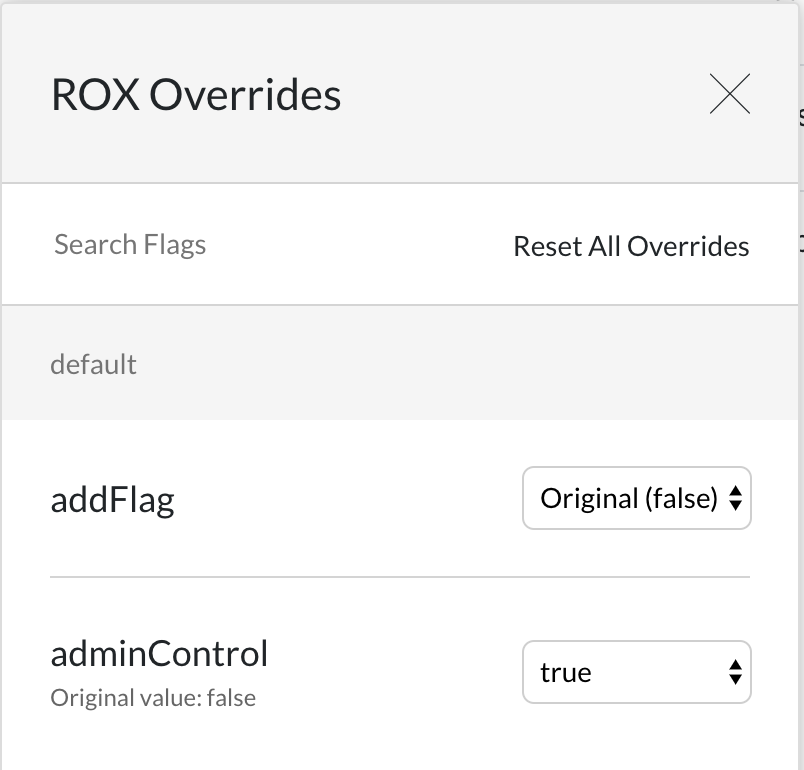 ROX Overrides
Search Flags
Reset All Overrides
default
addFlag
Original (false)
adminControl
Original value: false
true